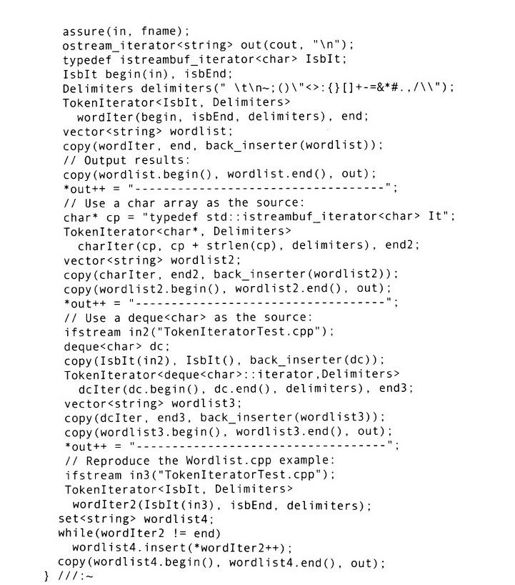 assure(in, fname);
ostream_iterator<string> out(cout, "\n");
typedef istreambuf_iterator<char> IsbIt;
IsbIt begin(in), isbEnd;
Delimiters delimiters(" \t\n~;()\"<>:{}[]+-=&*#.,/\\");
TokenIterator<IsbIt, Delimiters>
wordIter(begin, isbEnd, delimiters), end;
vector<string> wordlist;
copy(wordIter, end, back_inserter(wordlist));
// Output results:
copy(wordlist.begin(), wordlist.end(), out);
*out++ = "-----------------------------------";
// Use a char array as the source:
char* cp = "typedef std::istreambuf_iterator<char> It";
TokenIterator<char*, Delimiters>
charIter(cp, cp + strlen(cp), delimiters), end2;
vector<string> wordlist2;
copy(charIter, end2, back_inserter(wordlist2));
copy(wordlist2.begin(), wordlist2.end(), out);
*out++ = "-----------------------------------";
// Use a deque<char> as the source:
ifstream in2("TokenIteratorTest.cpp");
deque<char> dc;
copy(IsbIt(in2), IsbIt(), back_inserter(dc));
TokenIterator<deque<char>::iterator,Delimiters>
dcIter(dc.begin(), dc.end(), delimiters), end3;
vector<string> wordlist3;
copy(dcIter, end3, back_inserter(wordlist3));
copy(wordlist3.begin(), wordlist3.end(), out);
*out++ = "-----------------------------------";
// Reproduce the Wordlist.cpp example:
ifstream in3("TokenIteratorTest.cpp");
TokenIterator<IsbIt, Delimiters>
wordIter2(IsbIt(in3), isbEnd, delimiters);
set<string> wordlist4;
while(wordIter2 != end)
wordlist4.insert(*wordIter2++);
copy(wordlist4.begin(), wordlist4.end(), out);
} ///:~